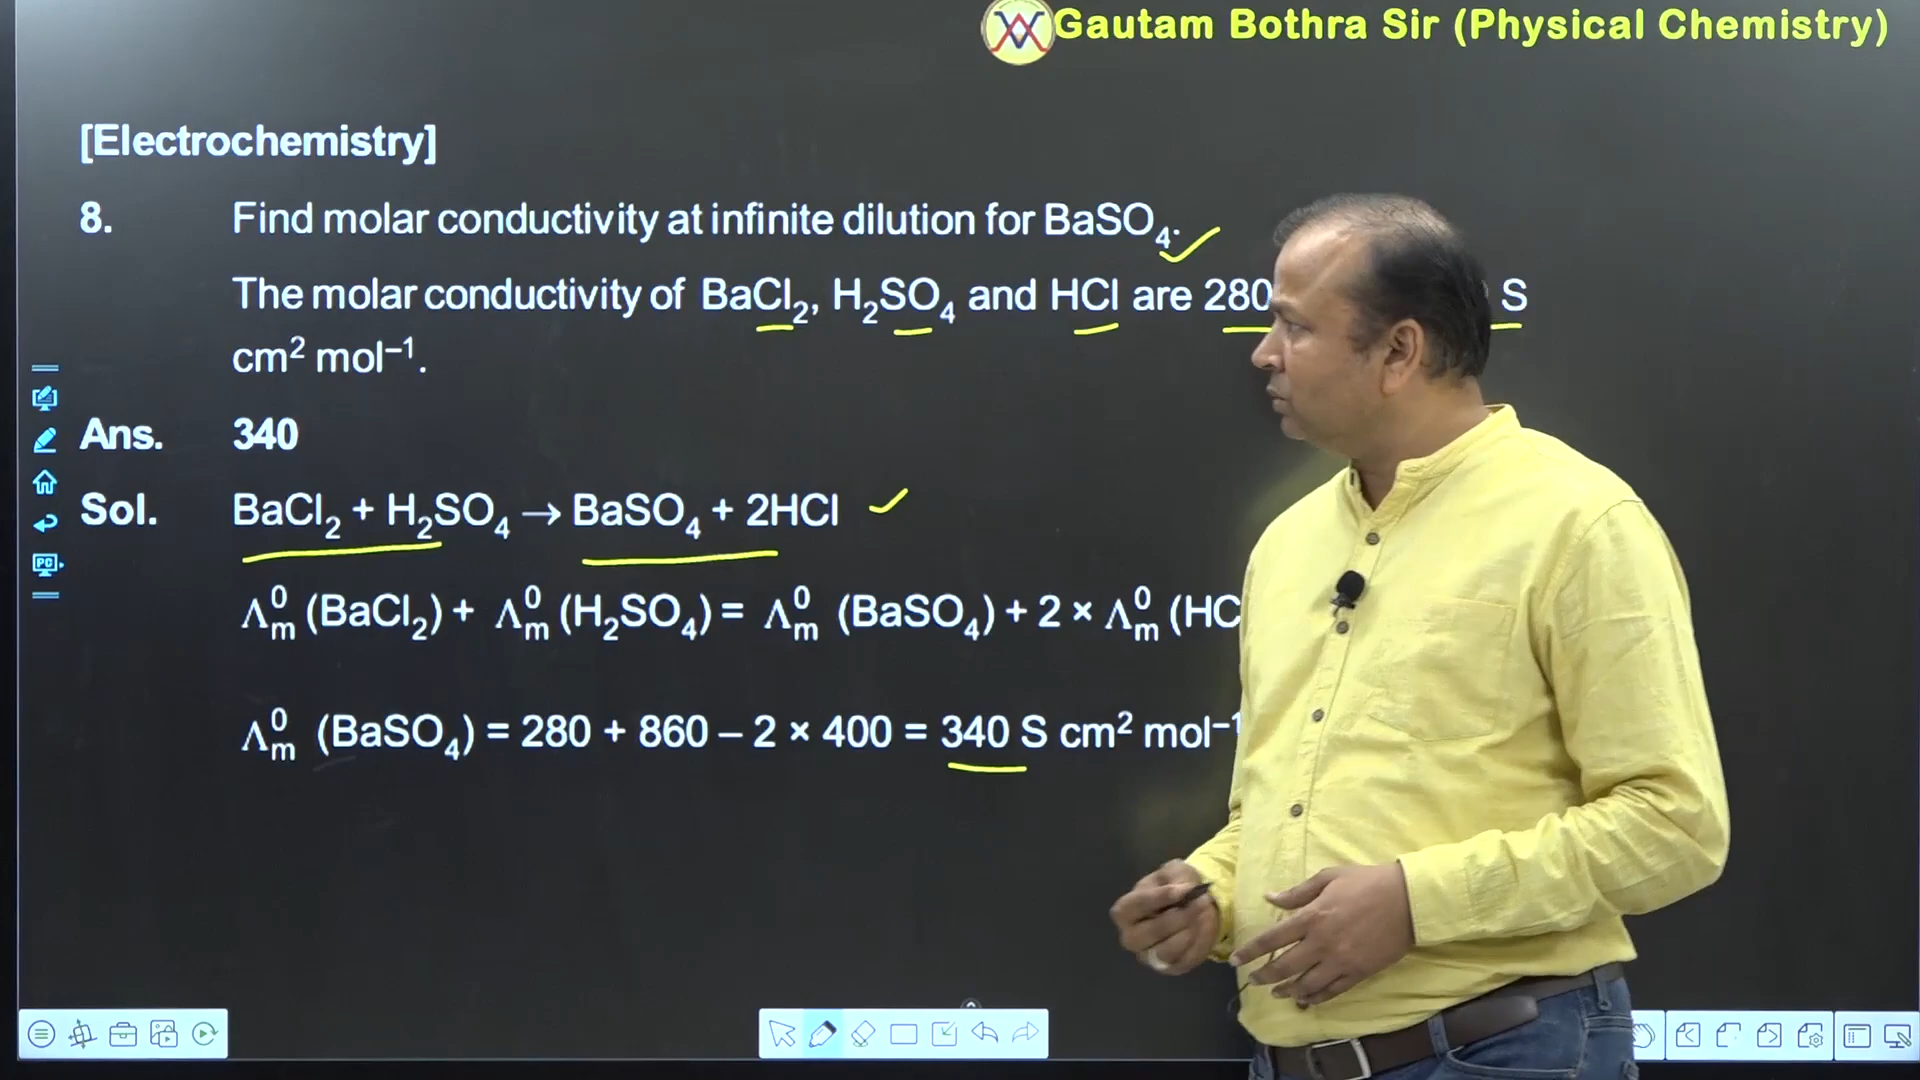 Gautam Bothra Sir (Physical Chemistry)
[Electrochemistry]
8. Find molar conductivity at infinite dilution for BaSO₄.
The molar conductivity of BaCl₂, H₂SO₄ and HCl are 280 S
cm² mol⁻¹.
Ans. 340
Sol. BaCl₂ + H₂SO₄ → BaSO₄ + 2HCl
Λ⁰ₘ (BaCl₂) + Λ⁰ₘ (H₂SO₄) = Λ⁰ₘ (BaSO₄) + 2 × Λ⁰ₘ (HC
Λ⁰ₘ (BaSO₄) = 280 + 860 – 2 × 400 = 340 S cm² mol⁻¹
PC